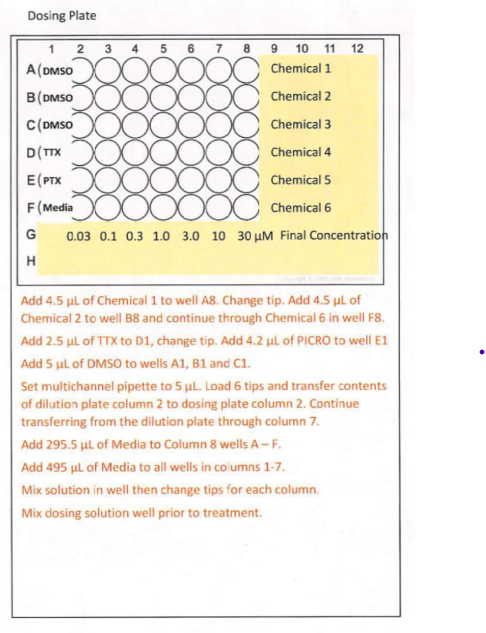 Dosing Plate
1 2 3 4 5 6 7 8 9 10 11 12
A DMSO Chemical 1
B DMSO Chemical 2
C DMSO Chemical 3
D TTX Chemical 4
E PTX Chemical 5
F Media Chemical 6
G 0.03 0.1 0.3 1.0 3.0 10 30 µM Final Concentration
H
Add 4.5 µL of Chemical 1 to well A8. Change tip. Add 4.5 µL of
Chemical 2 to well B8 and continue through Chemical 6 in well F8.
Add 2.5 µL of TTX to D1, change tip. Add 4.2 µL of PICRO to well E1
Add 5 µL of DMSO to wells A1, B1 and C1.
Set multichannel pipette to 5 µL. Load 6 tips and transfer contents
of dilution plate column 2 to dosing plate column 2. Continue
transferring from the dilution plate through column 7.
Add 295.5 µL of Media to Column 8 wells A – F.
Add 495 µL of Media to all wells in columns 1-7.
Mix solution in well then change tips for each column.
Mix dosing solution well prior to treatment.